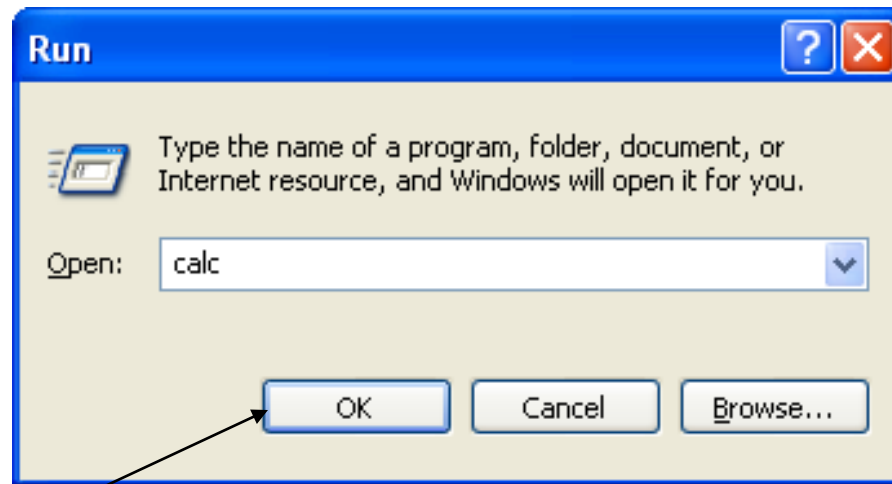 Run
Type the name of a program, folder, document, or
Internet resource, and Windows will open it for you.
Open: calc
OK Cancel Browse...